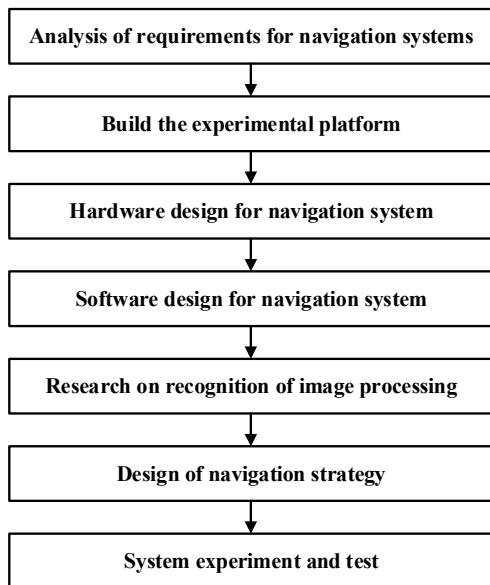 Analysis of requirements for navigation systems
Build the experimental platform
Hardware design for navigation system
Software design for navigation system
Research on recognition of image processing
Design of navigation strategy
System experiment and test